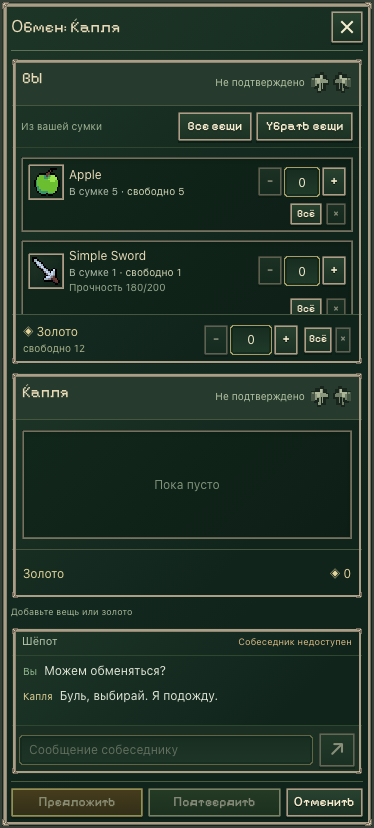 Обмен: Капля
✕
Вы
Не подтверждено
Из вашей сумки
Все вещи
Убрать вещи
Apple
В сумке 5 · свободно 5
- 0 +
Всё ×
Simple Sword
В сумке 1 · свободно 1
Прочность 180/200
- 0 +
Всё ×
Золото
свободно 12
- 0 + Всё ×
Капля
Не подтверждено
Пока пусто
Золото
0
Добавьте вещь или золото
Шёпот
Собеседник недоступен
Вы Можем обменяться?
Капля Буль, выбирай. Я подожду.
Сообщение собеседнику
Предложить
Подтвердить
Отменить